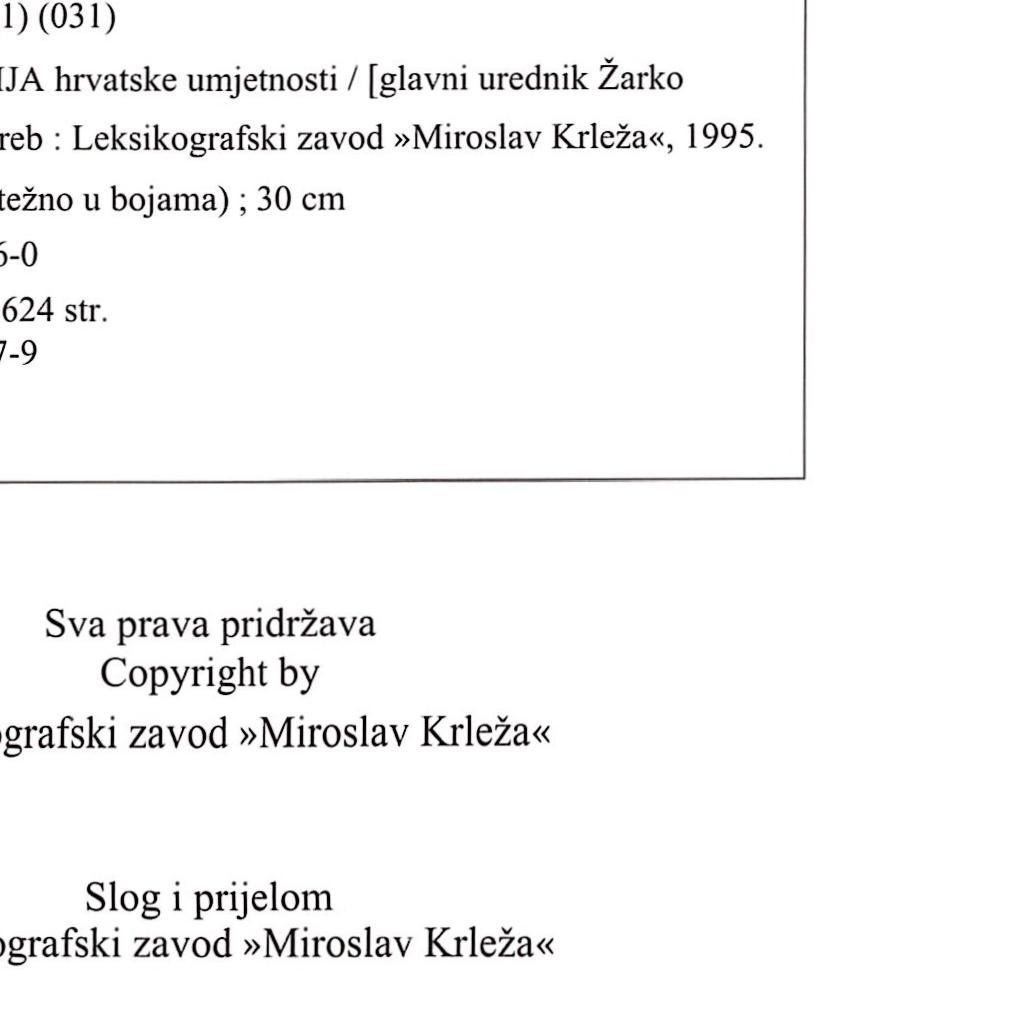 1) (031)
IJA hrvatske umjetnosti / [glavni urednik Žarko
reb : Leksikografski zavod »Miroslav Krleža«, 1995.
težno u bojama) ; 30 cm
6-0
624 str.
7-9
Sva prava pridržava
Copyright by
ografski zavod »Miroslav Krleža«
Slog i prijelom
ografski zavod »Miroslav Krleža«